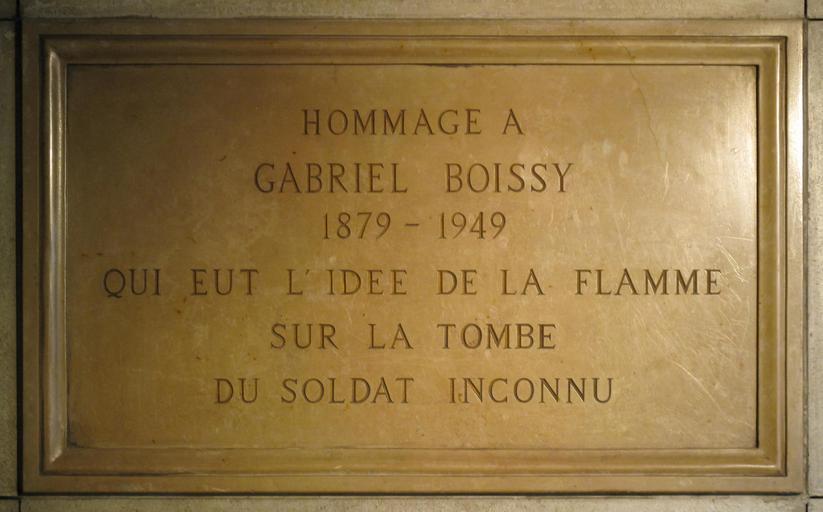 HOMMAGE A
GABRIEL BOISSY
1879 - 1949
QUI EUT L'IDEE DE LA FLAMME
SUR LA TOMBE
DU SOLDAT INCONNU